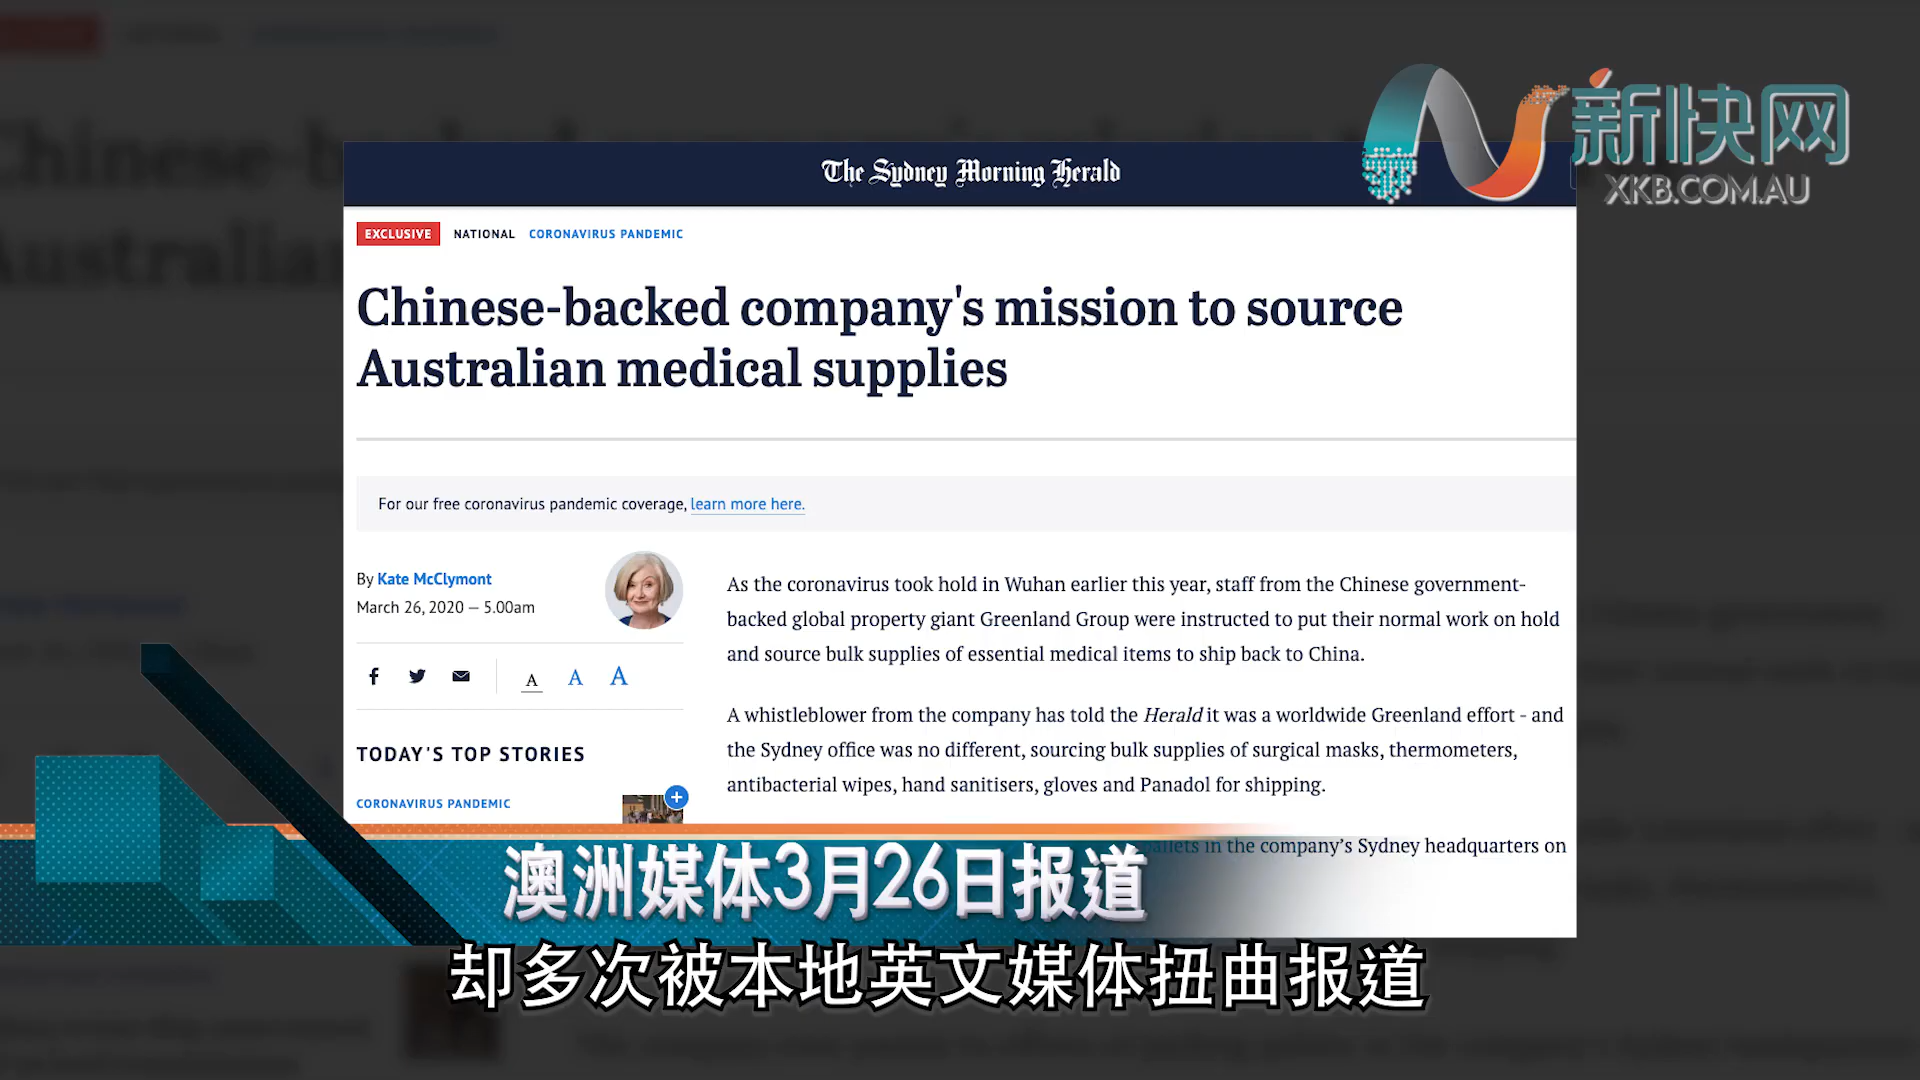 新快网
XKB.COM.AU
The Sydney Morning Herald
EXCLUSIVE NATIONAL CORONAVIRUS PANDEMIC
Chinese-backed company's mission to source
Australian medical supplies
For our free coronavirus pandemic coverage, learn more here.
By Kate McClymont
March 26, 2020 — 5.00am
A A A
TODAY'S TOP STORIES
CORONAVIRUS PANDEMIC
As the coronavirus took hold in Wuhan earlier this year, staff from the Chinese government-
backed global property giant Greenland Group were instructed to put their normal work on hold
and source bulk supplies of essential medical items to ship back to China.
A whistleblower from the company has told the Herald it was a worldwide Greenland effort - and
the Sydney office was no different, sourcing bulk supplies of surgical masks, thermometers,
antibacterial wipes, hand sanitisers, gloves and Panadol for shipping.
in the company's Sydney headquarters on
澳洲媒体3月26日报道
却多次被本地英文媒体扭曲报道